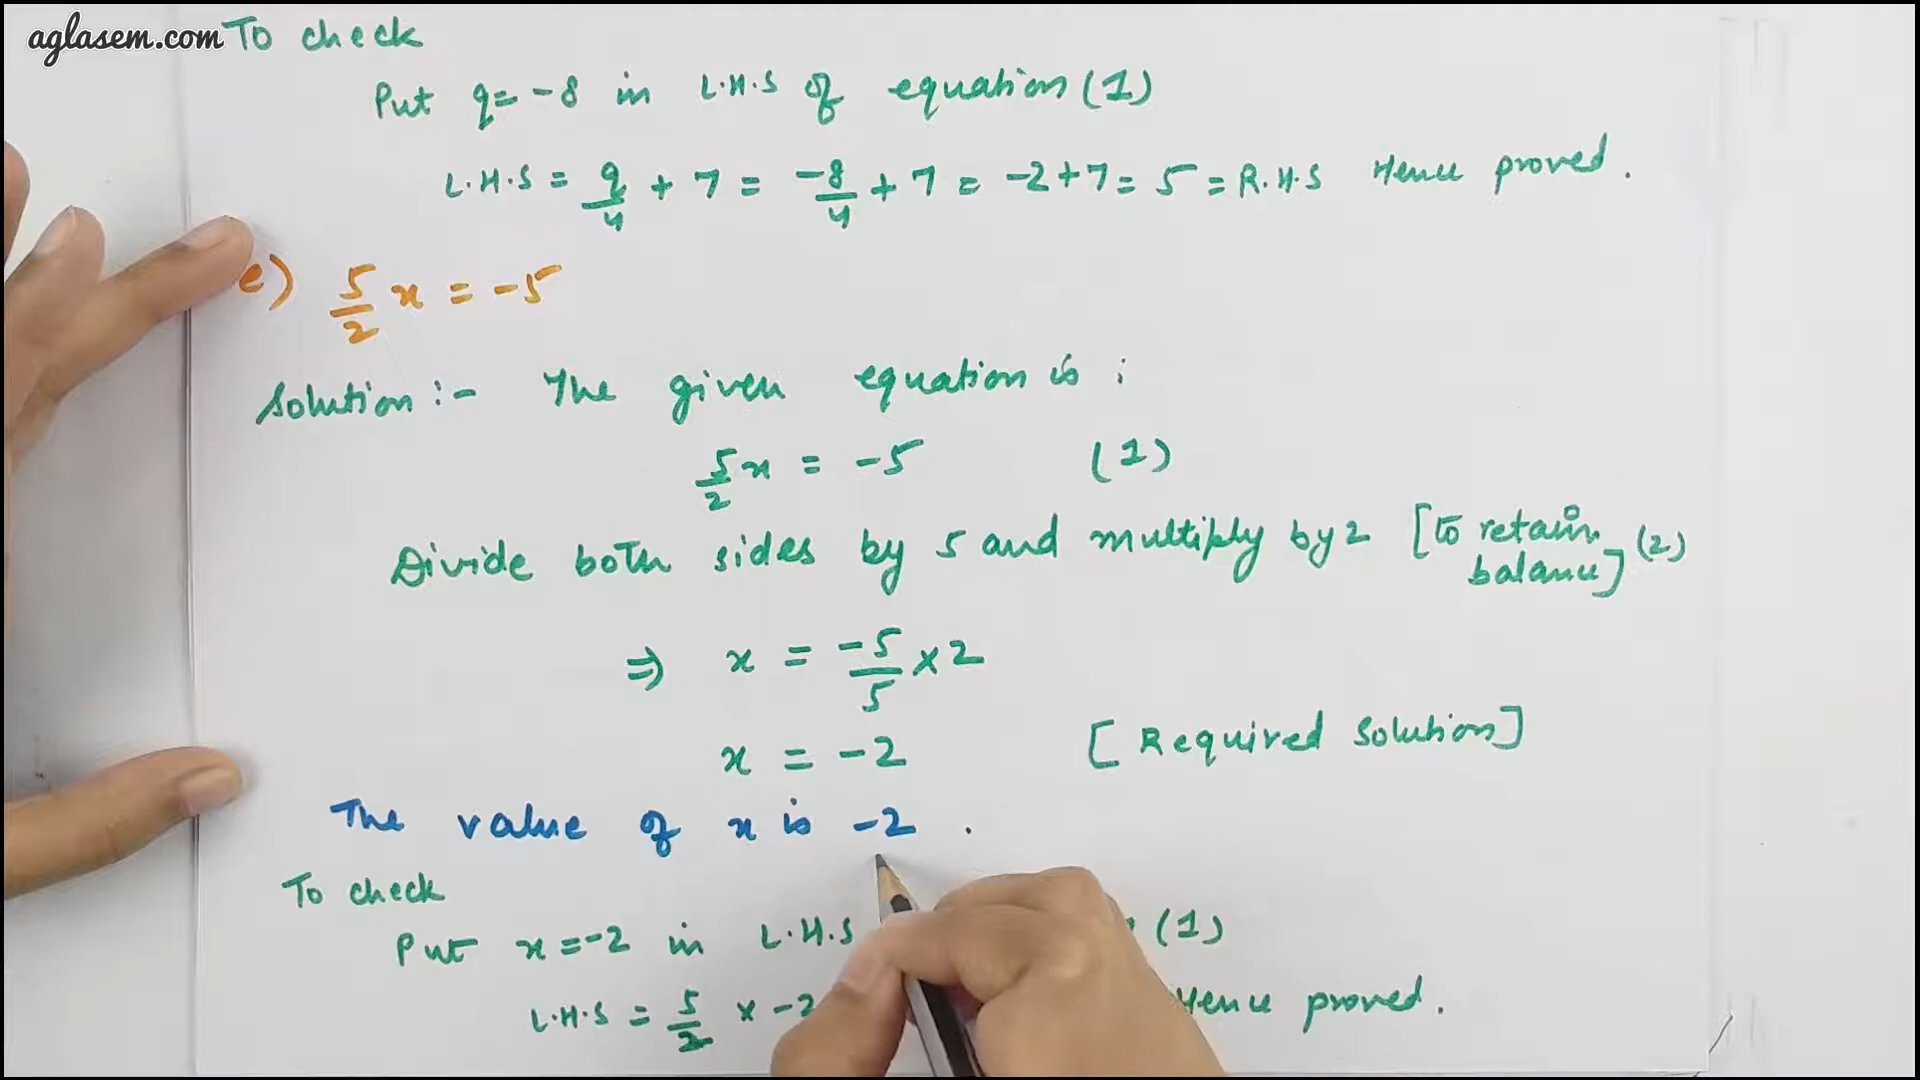 aglasem.com
To check
Put q = -8 in L.H.S of equation (1)
L.H.S = q/4 + 7 = -8/4 + 7 = -2+7 = 5 = R.H.S Hence proved.
e) 5/2 x = -5
Solution :- The given equation is :
5/2 x = -5 (1)
Divide both sides by 5 and multiply by 2 [to retain balance] (2)
⇒ x = -5/5 × 2
x = -2 [Required Solution]
The value of x is -2 .
To check
Put x = -2 in L.H.S (1)
L.H.S = 5/2 × -2 Hence proved.